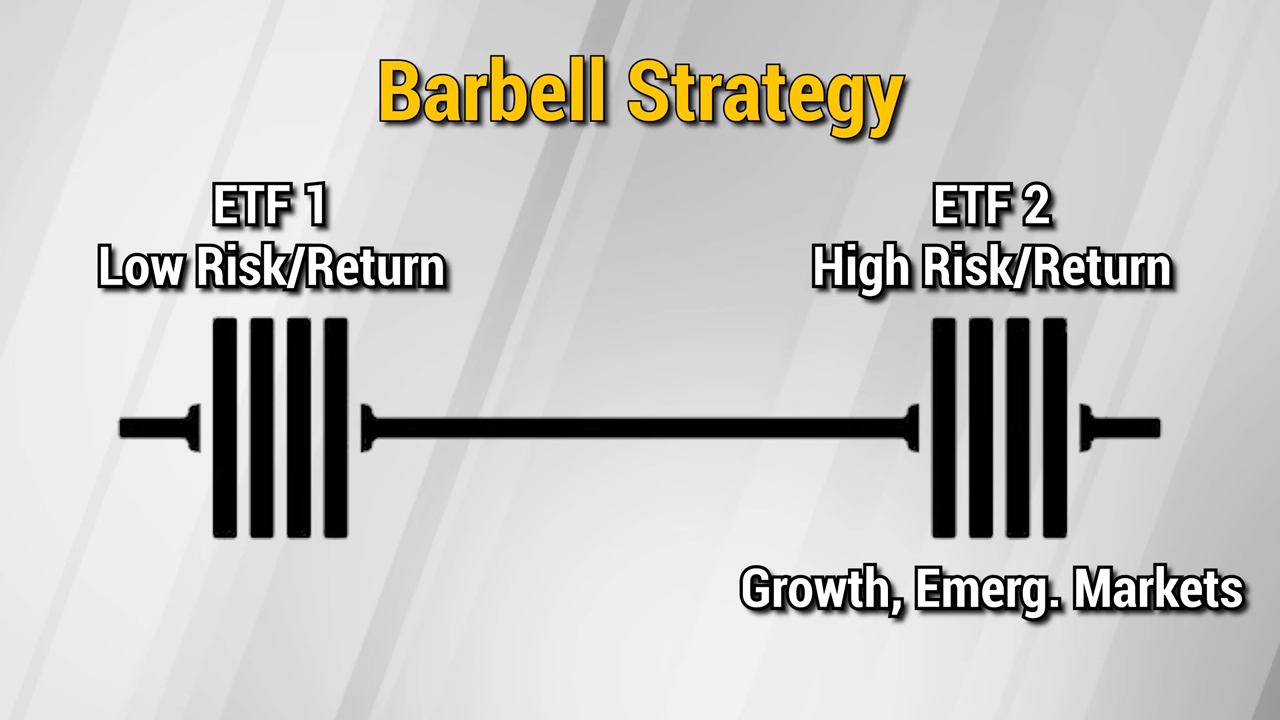 Barbell Strategy
ETF 1
Low Risk/Return
ETF 2
High Risk/Return
Growth, Emerg. Markets